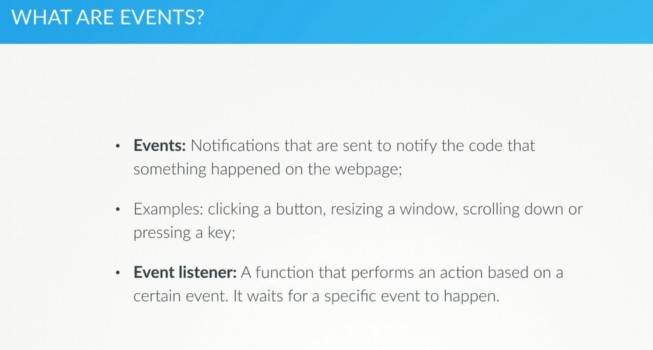 WHAT ARE EVENTS?
• Events: Notifications that are sent to notify the code that
something happened on the webpage;
• Examples: clicking a button, resizing a window, scrolling down or
pressing a key;
• Event listener: A function that performs an action based on a
certain event. It waits for a specific event to happen.